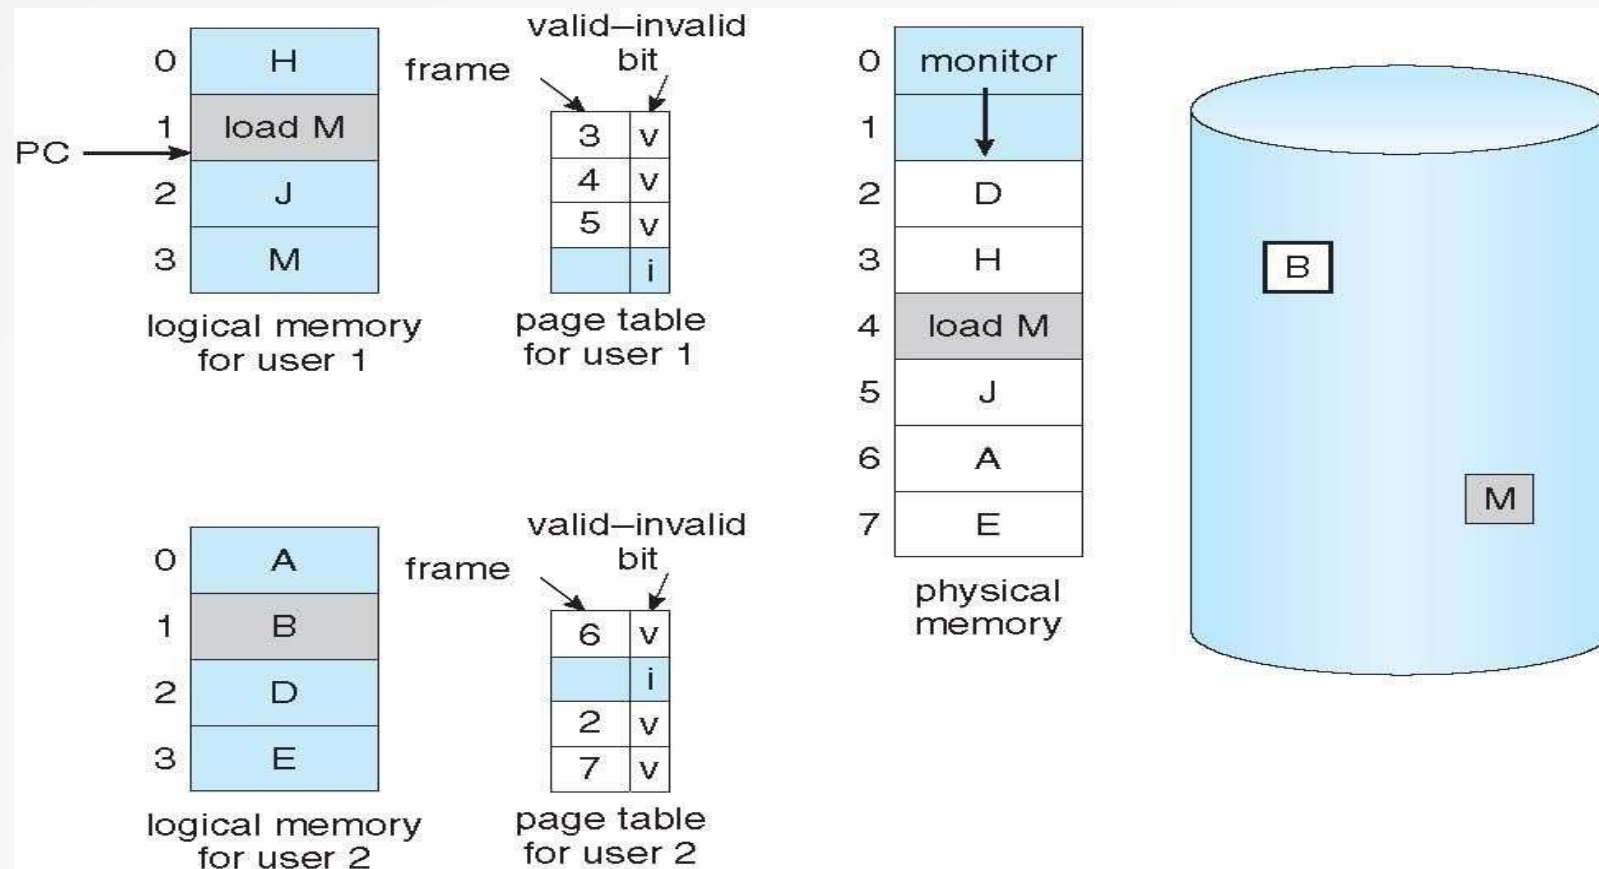 valid–invalid
bit
frame
0 H
1 load M
PC
2 J
3 M
3 v
4 v
5 v
i
logical memory
for user 1
page table
for user 1
0 monitor
1
2 D
3 H
4 load M
5 J
6 A
7 E
physical
memory
B
M
valid–invalid
bit
frame
0 A
1 B
2 D
3 E
6 v
i
2 v
7 v
logical memory
for user 2
page table
for user 2